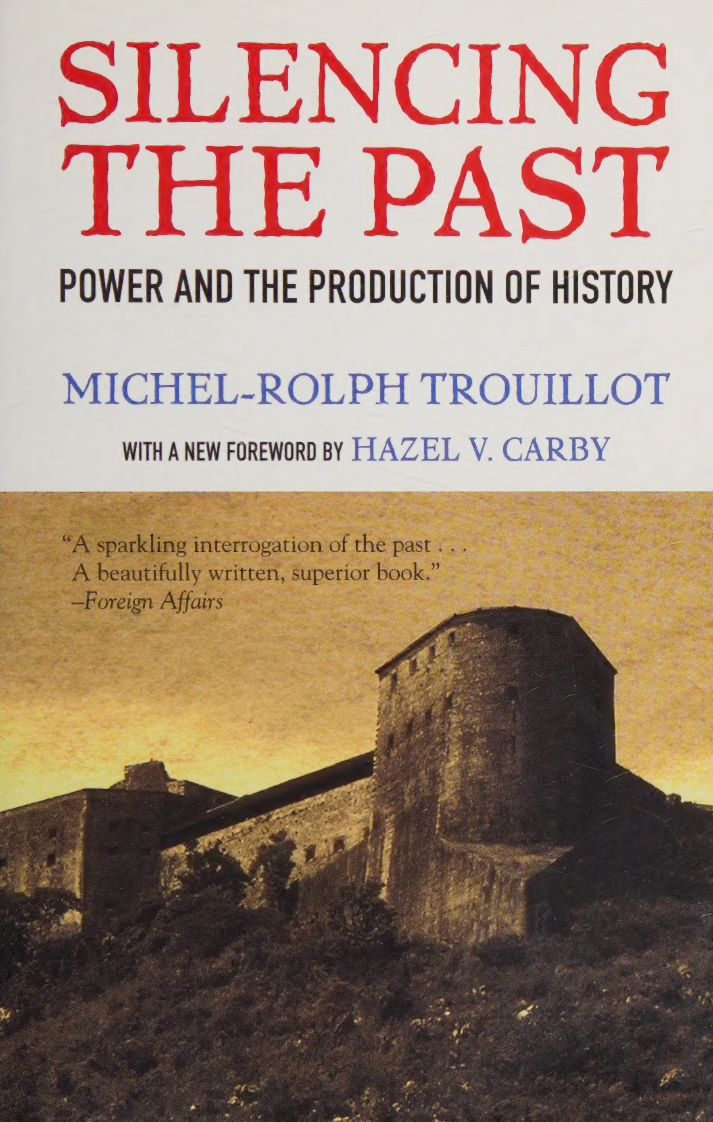 SILENCING
THE PAST
POWER AND THE PRODUCTION OF HISTORY
MICHEL-ROLPH TROUILLOT
WITH A NEW FOREWORD BY HAZEL V. CARBY
“A sparkling interrogation of the past . . .
A beautifully written, superior book.”
–Foreign Affairs